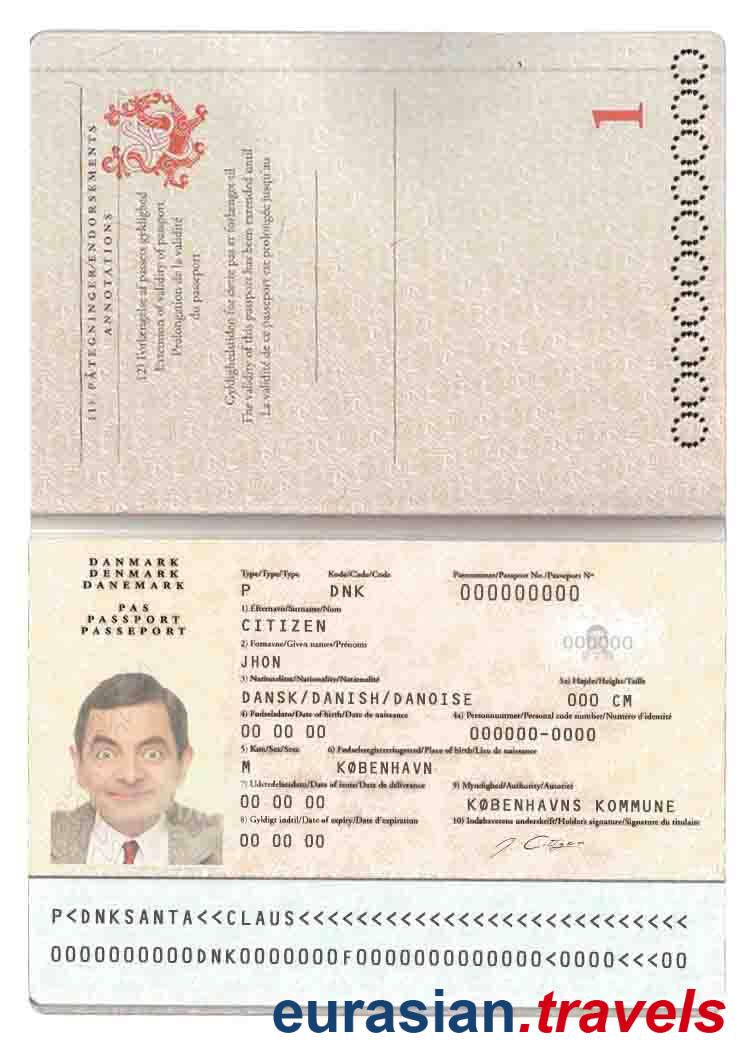 11) PÅTEGNINGER/ENDORSEMENTS
ANNOTATIONS
12) Forlængelse af passets gyldighed
Extension of validity of passport
Prolongation de la validité
du passeport
Gyldighedstiden for dette pas er forlænget til
The validity of this passport has been extended until
La validité de ce passeport est prolongée jusqu'au
1
000000000
DANMARK
DENMARK
DANEMARK
PAS
PASSPORT
PASSEPORT
Type/Type/Type Kode/Code/Code Pasnummer/Passport No./Passeport Nº
P DNK 000000000
1) Efternavn/Surname/Nom
CITIZEN
000000
2) Fornavne/Given names/Prénoms
JHON
3) Nationalitet/Nationality/Nationalité 3a) Højde/Height/Taille
DANSK/DANISH/DANOISE 000 CM
4) Fødselsdato/Date of birth/Date de naissance 4a) Personnummer/Personal code number/Numéro d'identité
00 00 00 000000-0000
5) Køn/Sex/Sexe 6) Fødselsregistreringssted/Place of birth/Lieu de naissance
M KØBENHAVN
7) Udstedelsesdato/Date of issue/Date de délivrance 9) Myndighed/Authority/Autorité
00 00 00 KØBENHAVNS KOMMUNE
8) Gyldigt indtil/Date of expiry/Date d'expiration 10) Indehaverens underskrift/Holder's signature/Signature du titulaire
00 00 00 J. Citizen
P<DNKSANTA<<CLAUS<<<<<<<<<<<<<<<<<<<<<<<<<<<
0000000000DNK0000000F0000000000000<0000<<<00
eurasian.travels